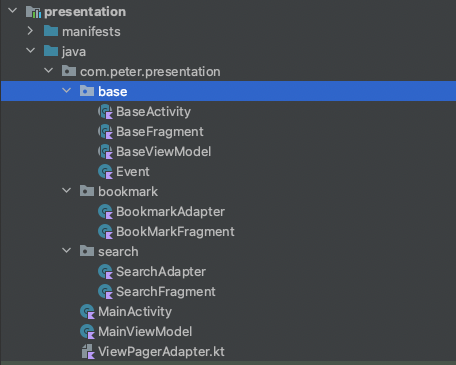 presentation
manifests
java
com.peter.presentation
base
BaseActivity
BaseFragment
BaseViewModel
Event
bookmark
BookmarkAdapter
BookMarkFragment
search
SearchAdapter
SearchFragment
MainActivity
MainViewModel
ViewPagerAdapter.kt